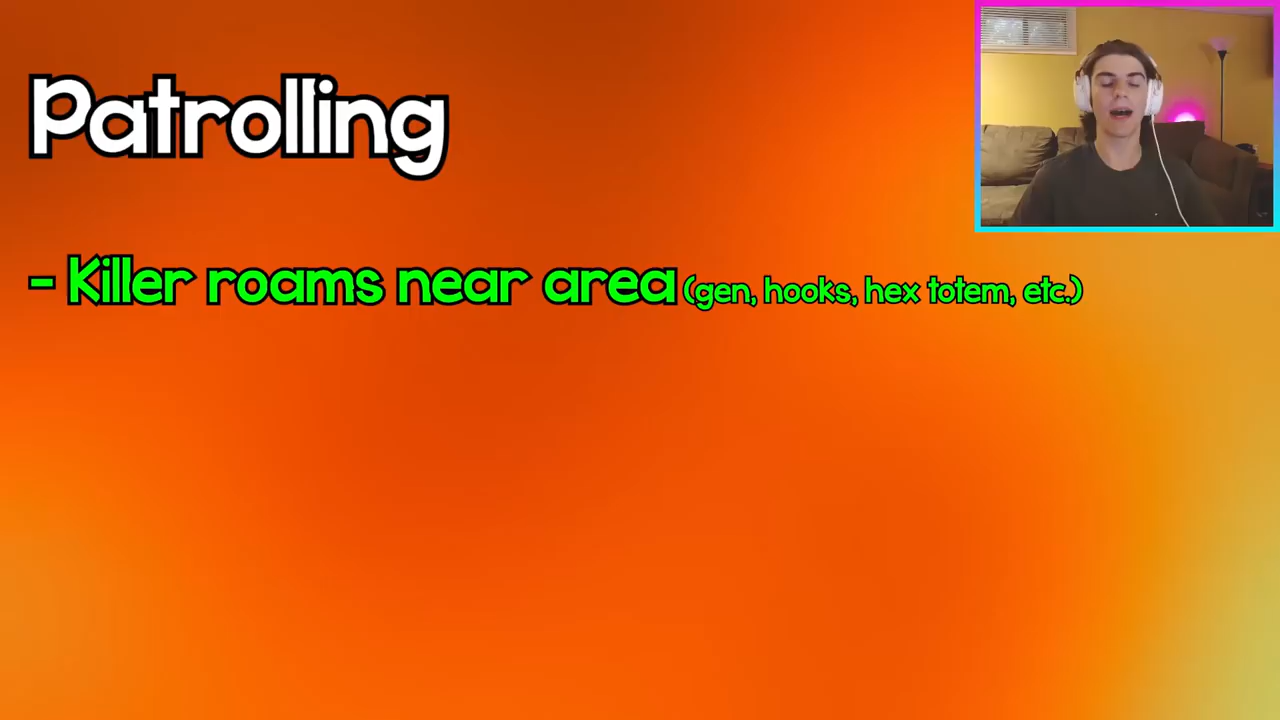 Patrolling
- Killer roams near area (gen, hooks, hex totem, etc.)